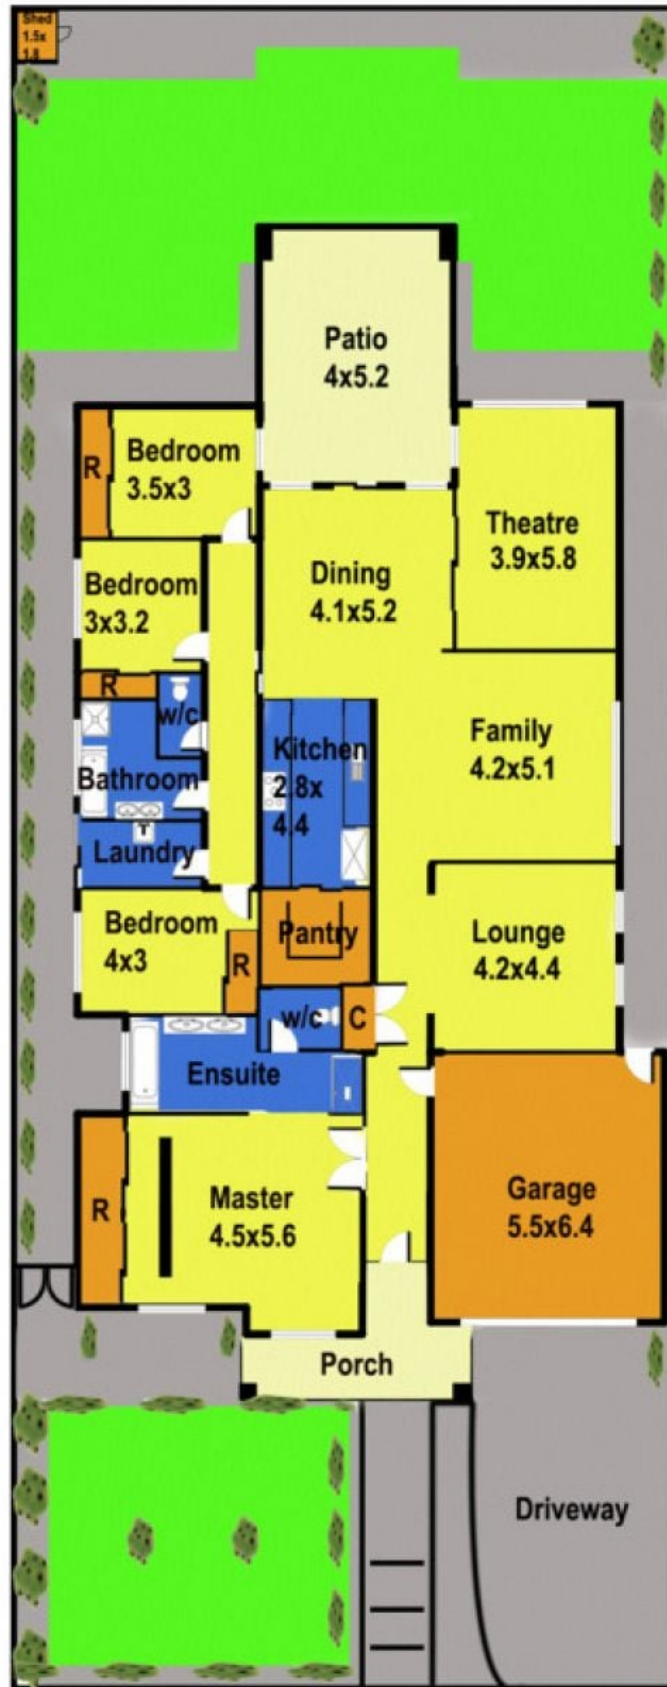 Shed
1.5x
1.8
Patio
4x5.2
R
Bedroom
3.5x3
Theatre
3.9x5.8
Bedroom
3x3.2
Dining
4.1x5.2
R
w/c
Kitchen
2.8x
4.4
Family
4.2x5.1
Bathroom
T
Laundry
Bedroom
4x3
R
Pantry
Lounge
4.2x4.4
w/c
C
Ensuite
R
Master
4.5x5.6
Garage
5.5x6.4
Porch
Driveway